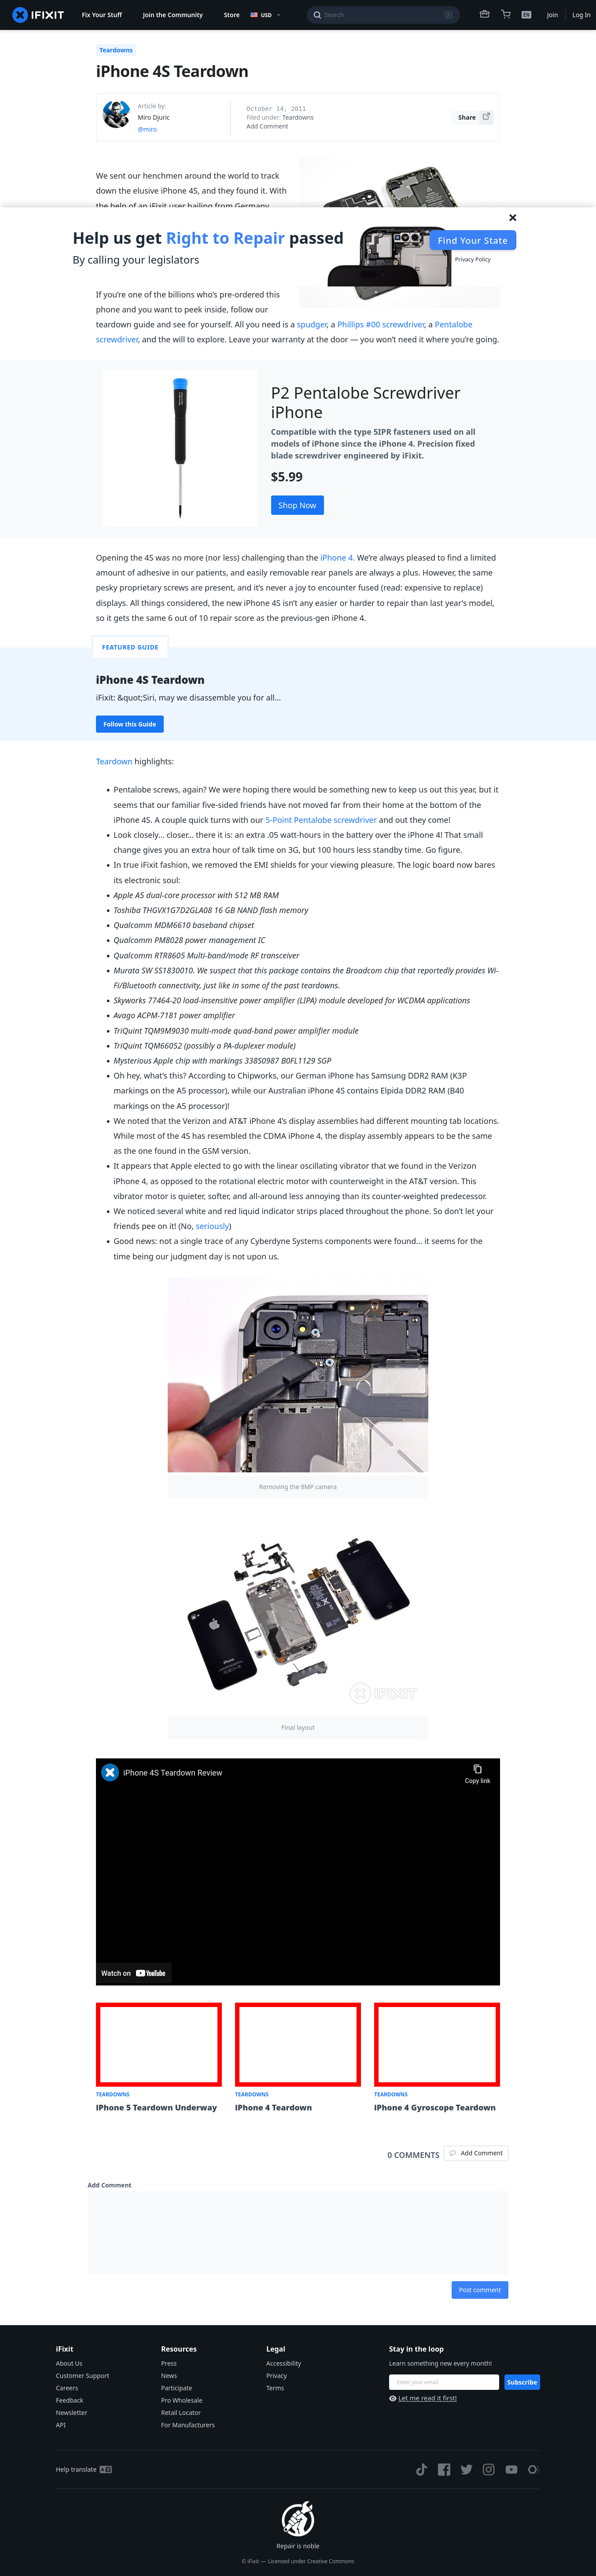 IFIXIT
Fix Your Stuff
Join the Community
Store
USD
Search
/
EN
Join
Log In
Teardowns
iPhone 4S Teardown
Article by:
Miro Djuric
@miro
October 14, 2011
Filed under: Teardowns
Add Comment
Share
We sent our henchmen around the world to track
down the elusive iPhone 4S, and they found it. With
the help of an iFixit user hailing from Germany
Help us get Right to Repair passed
By calling your legislators
Find Your State
Privacy Policy
If you’re one of the billions who’s pre-ordered this
phone and you want to peek inside, follow our
teardown guide and see for yourself. All you need is a spudger, a Phillips #00 screwdriver, a Pentalobe
screwdriver, and the will to explore. Leave your warranty at the door — you won’t need it where you’re going.
P2 Pentalobe Screwdriver
iPhone
Compatible with the type 5IPR fasteners used on all
models of iPhone since the iPhone 4. Precision fixed
blade screwdriver engineered by iFixit.
$5.99
Shop Now
Opening the 4S was no more (nor less) challenging than the iPhone 4. We’re always pleased to find a limited
amount of adhesive in our patients, and easily removable rear panels are always a plus. However, the same
pesky proprietary screws are present, and it’s never a joy to encounter fused (read: expensive to replace)
displays. All things considered, the new iPhone 4S isn’t any easier or harder to repair than last year’s model,
so it gets the same 6 out of 10 repair score as the previous-gen iPhone 4.
FEATURED GUIDE
iPhone 4S Teardown
iFixit: &quot;Siri, may we disassemble you for all...
Follow this Guide
Teardown highlights:
Pentalobe screws, again? We were hoping there would be something new to keep us out this year, but it
seems that our familiar five-sided friends have not moved far from their home at the bottom of the
iPhone 4S. A couple quick turns with our 5-Point Pentalobe screwdriver and out they come!
Look closely... closer... there it is: an extra .05 watt-hours in the battery over the iPhone 4! That small
change gives you an extra hour of talk time on 3G, but 100 hours less standby time. Go figure.
In true iFixit fashion, we removed the EMI shields for your viewing pleasure. The logic board now bares
its electronic soul:
Apple A5 dual-core processor with 512 MB RAM
Toshiba THGVX1G7D2GLA08 16 GB NAND flash memory
Qualcomm MDM6610 baseband chipset
Qualcomm PM8028 power management IC
Qualcomm RTR8605 Multi-band/mode RF transceiver
Murata SW SS1830010. We suspect that this package contains the Broadcom chip that reportedly provides Wi-
Fi/Bluetooth connectivity, just like in some of the past teardowns.
Skyworks 77464-20 load-insensitive power amplifier (LIPA) module developed for WCDMA applications
Avago ACPM-7181 power amplifier
TriQuint TQM9M9030 multi-mode quad-band power amplifier module
TriQuint TQM66052 (possibly a PA-duplexer module)
Mysterious Apple chip with markings 338S0987 B0FL1129 SGP
Oh hey, what’s this? According to Chipworks, our German iPhone has Samsung DDR2 RAM (K3P
markings on the A5 processor), while our Australian iPhone 4S contains Elpida DDR2 RAM (B40
markings on the A5 processor)!
We noted that the Verizon and AT&T iPhone 4’s display assemblies had different mounting tab locations.
While most of the 4S has resembled the CDMA iPhone 4, the display assembly appears to be the same
as the one found in the GSM version.
It appears that Apple elected to go with the linear oscillating vibrator that we found in the Verizon
iPhone 4, as opposed to the rotational electric motor with counterweight in the AT&T version. This
vibrator motor is quieter, softer, and all-around less annoying than its counter-weighted predecessor.
We noticed several white and red liquid indicator strips placed throughout the phone. So don’t let your
friends pee on it! (No, seriously)
Good news: not a single trace of any Cyberdyne Systems components were found... it seems for the
time being our judgment day is not upon us.
Removing the 8MP camera
IFIXIT
Final layout
iPhone 4S Teardown Review
Copy link
Watch on YouTube
TEARDOWNS
iPhone 5 Teardown Underway
TEARDOWNS
iPhone 4 Teardown
TEARDOWNS
iPhone 4 Gyroscope Teardown
0 COMMENTS
Add Comment
Add Comment
Post comment
iFixit
About Us
Customer Support
Careers
Feedback
Newsletter
API
Resources
Press
News
Participate
Pro Wholesale
Retail Locator
For Manufacturers
Legal
Accessibility
Privacy
Terms
Stay in the loop
Learn something new every month!
Enter your email
Subscribe
Let me read it first!
Help translate
Repair is noble
© iFixit — Licensed under Creative Commons